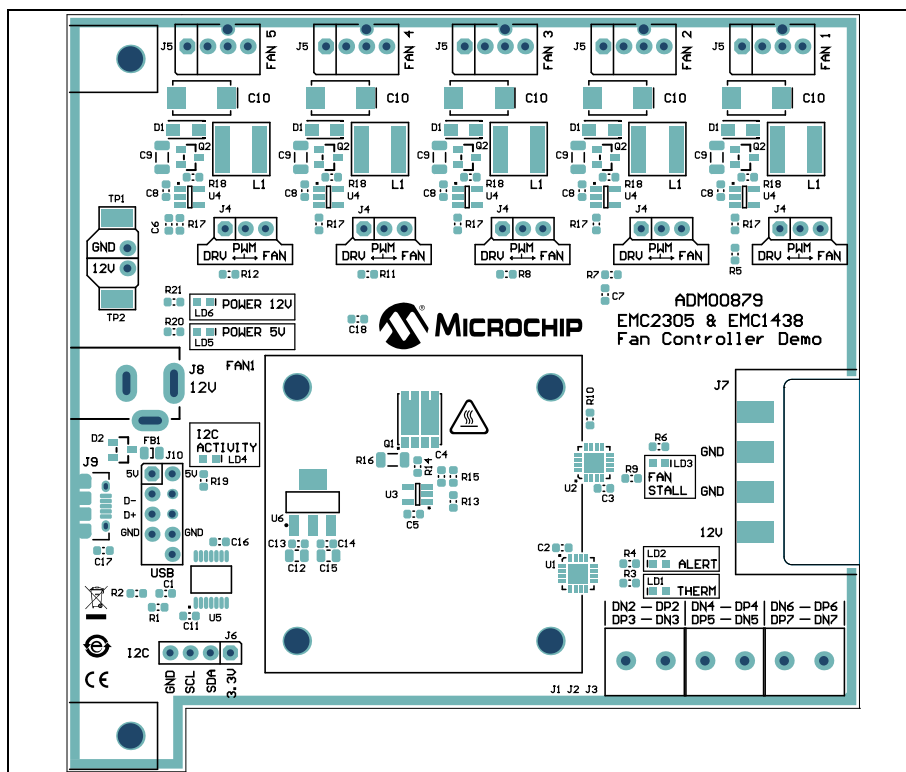 J5
FAN 5
J5
FAN 4
J5
FAN 3
J5
FAN 2
J5
FAN 1
C10
C10
C10
C10
C10
D1
Q2
C9
L1
D1
Q2
C9
L1
D1
Q2
C9
L1
D1
Q2
C9
L1
D1
Q2
C9
L1
C8
R18
U4
C8
R18
U4
C8
R18
U4
C8
R18
U4
C8
R18
U4
C6
R17
R17
R17
R17
R17
TP1
GND
12V
TP2
J4
PWM
DRV
FAN
J4
PWM
DRV
FAN
J4
PWM
DRV
FAN
J4
PWM
DRV
FAN
J4
PWM
DRV
FAN
R12
R11
R8
R7
C7
R5
R21
LD6
POWER 12V
R20
LD5
POWER 5V
C18
MICROCHIP
ADM00879
EMC2305 & EMC1438
Fan Controller Demo
FAN1
J8
12V
J7
GND
GND
12V
R10
I2C
ACTIVITY
LD4
D2
FB1
J10
J9
5V
5V
D-
D+
GND
GND
USB
R19
Q1
C4
R16
R14
R15
U3
R13
C5
U6
C13
C14
C12
C15
U2
C3
R6
R9
LD3
FAN
STALL
C17
C16
C2
U1
R4
LD2
ALERT
R3
LD1
THERM
R2
C1
R1
C11
U5
DN2 — DP2
DP3 — DN3
DN4 — DP4
DP5 — DN5
DN6 — DP6
DP7 — DN7
J6
I2C
GND
SCL
SDA
3.3V
e
CE
J1 J2 J3